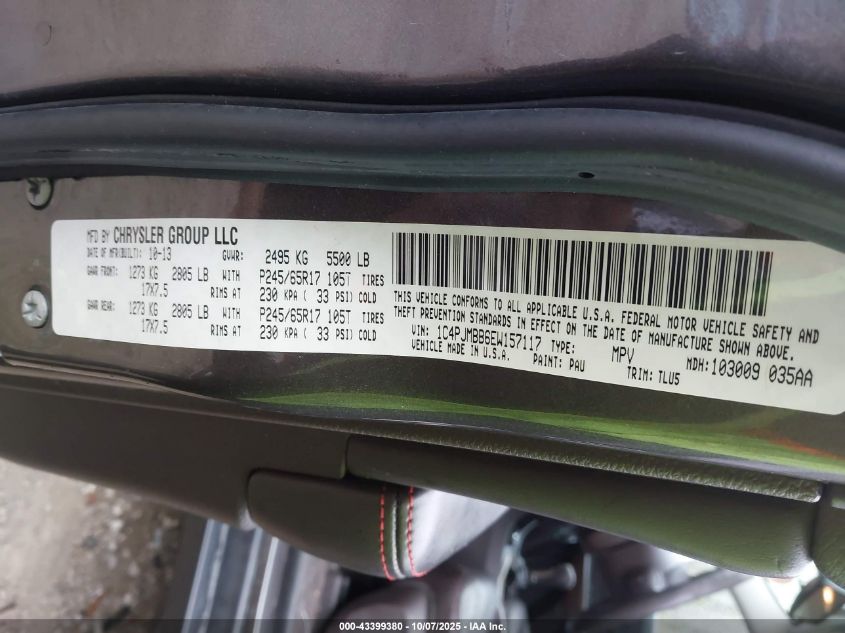 MFD BY CHRYSLER GROUP LLC
DATE OF MFR(BUILT): 10-13 GVWR: 2495 KG 5500 LB
GAWR FRONT: 1273 KG 2805 LB WITH P245/65R17 105T TIRES
17X7.5 RIMS AT 230 KPA ( 33 PSI) COLD
GAWR REAR: 1273 KG 2805 LB WITH P245/65R17 105T TIRES
17X7.5 RIMS AT 230 KPA ( 33 PSI) COLD
THIS VEHICLE CONFORMS TO ALL APPLICABLE U.S.A. FEDERAL MOTOR VEHICLE SAFETY AND
THEFT PREVENTION STANDARDS IN EFFECT ON THE DATE OF MANUFACTURE SHOWN ABOVE.
VIN: 1C4PJMBB6EW157117 TYPE: MPV MDH: 103009 035AA
VEHICLE MADE IN U.S.A. PAINT: PAU TRIM: TLU5
000-43399380 - 10/07/2025 - IAA Inc.